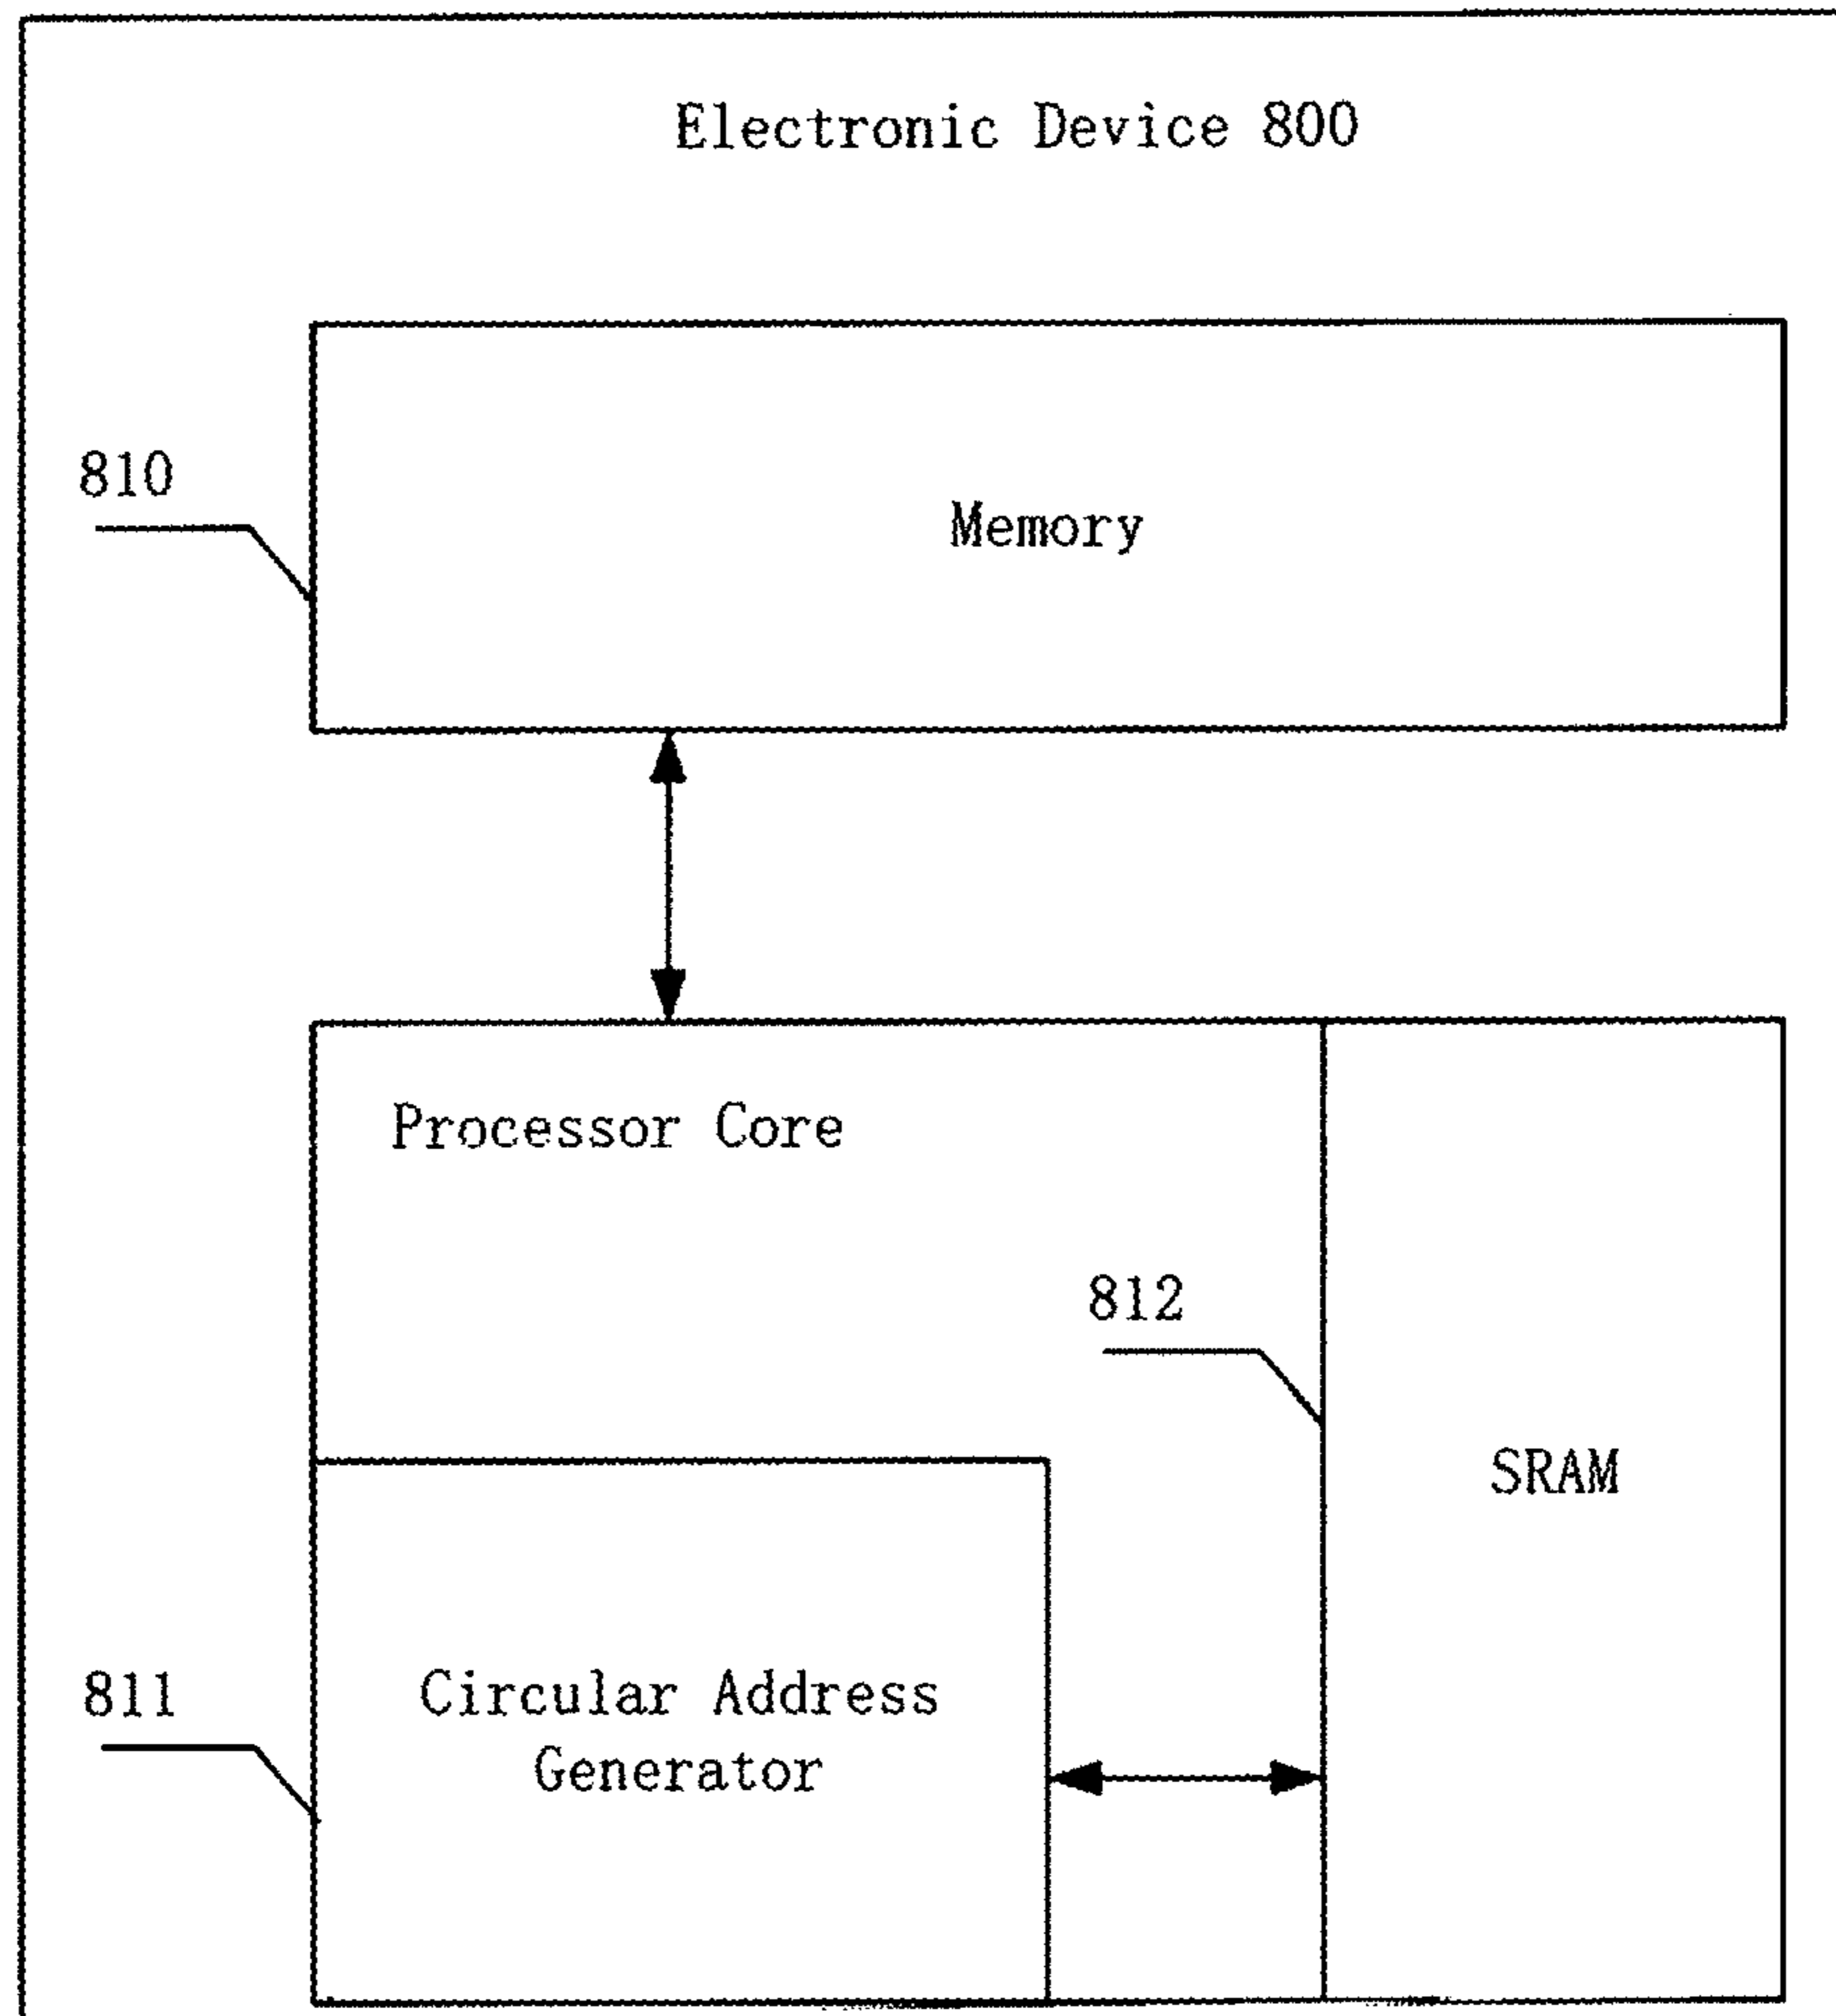 Electronic Device 800
810
Memory
Processor Core
812
SRAM
811
Circular Address
Generator